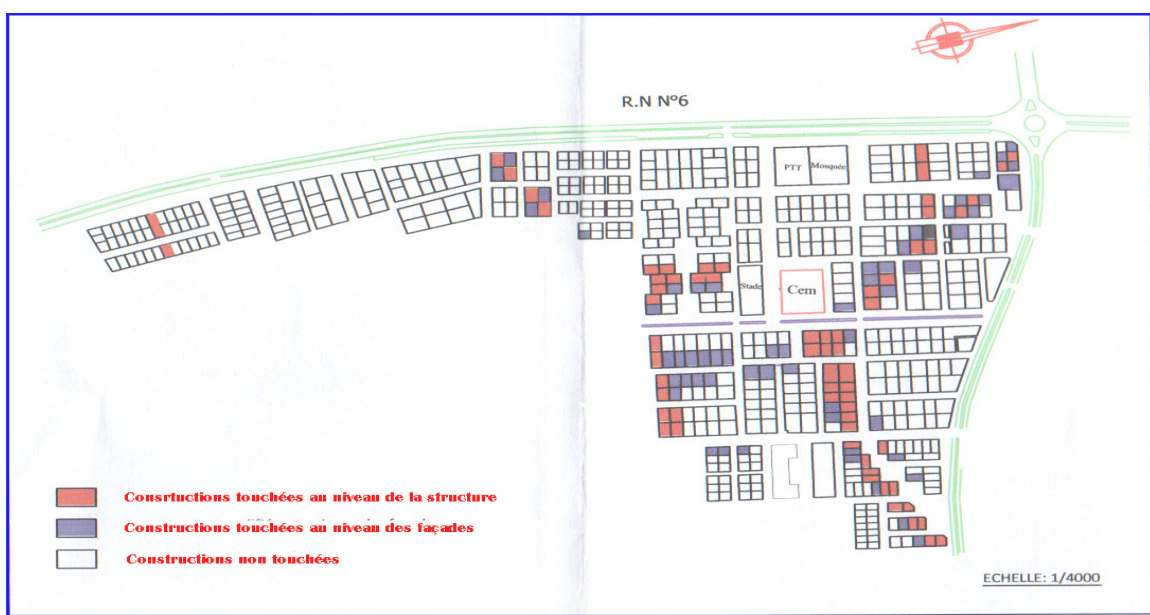 R.N N°6
PTT
Mosquée
Stade
Cem
Consrtuctions touchées au niveau de la structure
Constructions touchées au niveau des façades
Constructions non touchées
ECHELLE: 1/4000